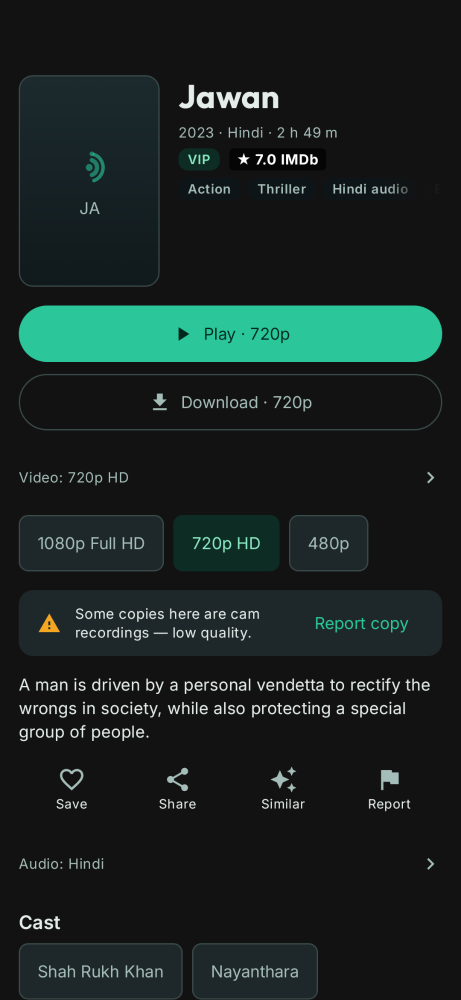 Jawan
2023 · Hindi · 2 h 49 m
VIP ★ 7.0 IMDb
Action Thriller Hindi audio
JA
Play · 720p
Download · 720p
Video: 720p HD
1080p Full HD 720p HD 480p
Some copies here are cam
recordings — low quality.
Report copy
A man is driven by a personal vendetta to rectify the
wrongs in society, while also protecting a special
group of people.
Save Share Similar Report
Audio: Hindi
Cast
Shah Rukh Khan Nayanthara